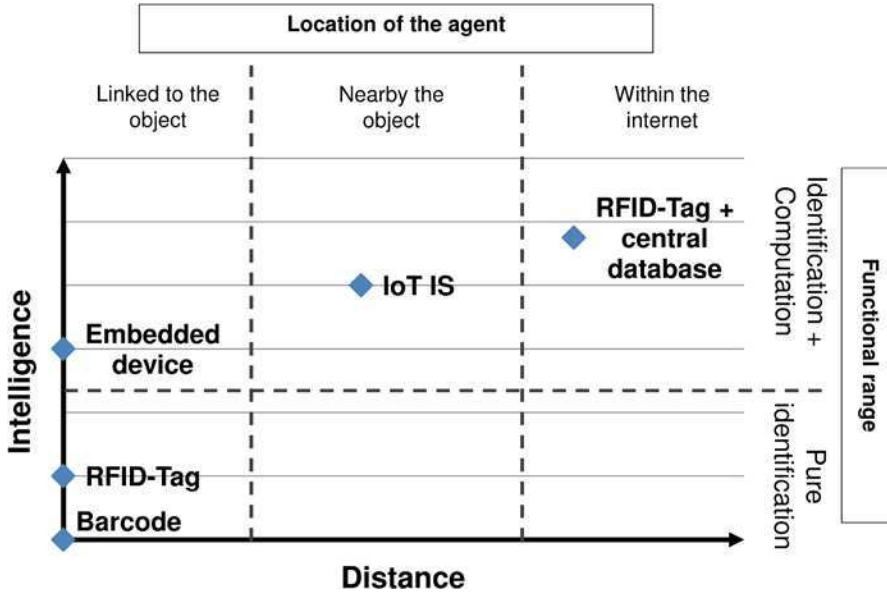 Location of the agent
Linked to the
object
Nearby the
object
Within the
internet
Identification +
Computation
Functional range
RFID-Tag +
central
database
IoT IS
Embedded
device
Intelligence
Pure
identification
RFID-Tag
Barcode
Distance